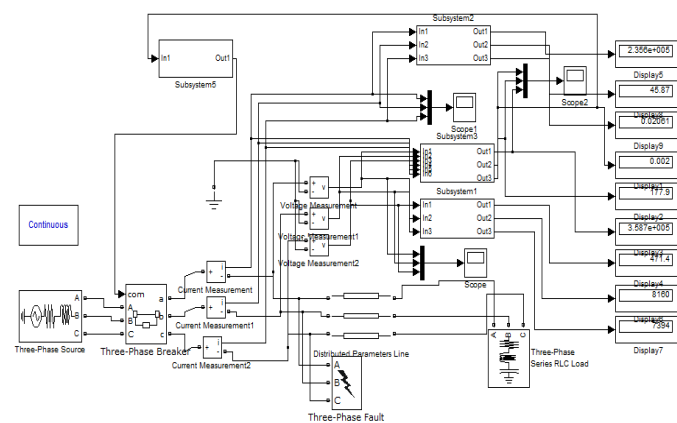 Subsystem2
In1
In2
In3
Out1
Out2
Out3
In1
Out1
Subsystem5
2.356e+005
Display5
45.87
Display8
0.02061
Display9
0.002
Display1
177.9
Display2
3.587e+005
Display3
471.4
Display4
8160
7394
Display7
Scope1
Scope2
Subsystem3
Out1
Out2
Out3
Subsystem1
In1
In2
In3
Out1
Out2
Out3
Scope
+
-
v
Voltage Measurement
+
-
v
Voltage Measurement1
+
-
v
Voltage Measurement2
Continuous
A
B
C
Three-Phase Source
com
A
B
C
a
b
c
Three-Phase Breaker
+
-
i
Current Measurement
+
-
i
Current Measurement1
+
-
i
Current Measurement2
Distributed Parameters Line
A
B
C
Three-Phase Fault
A
B
C
Three-Phase
Series RLC Load